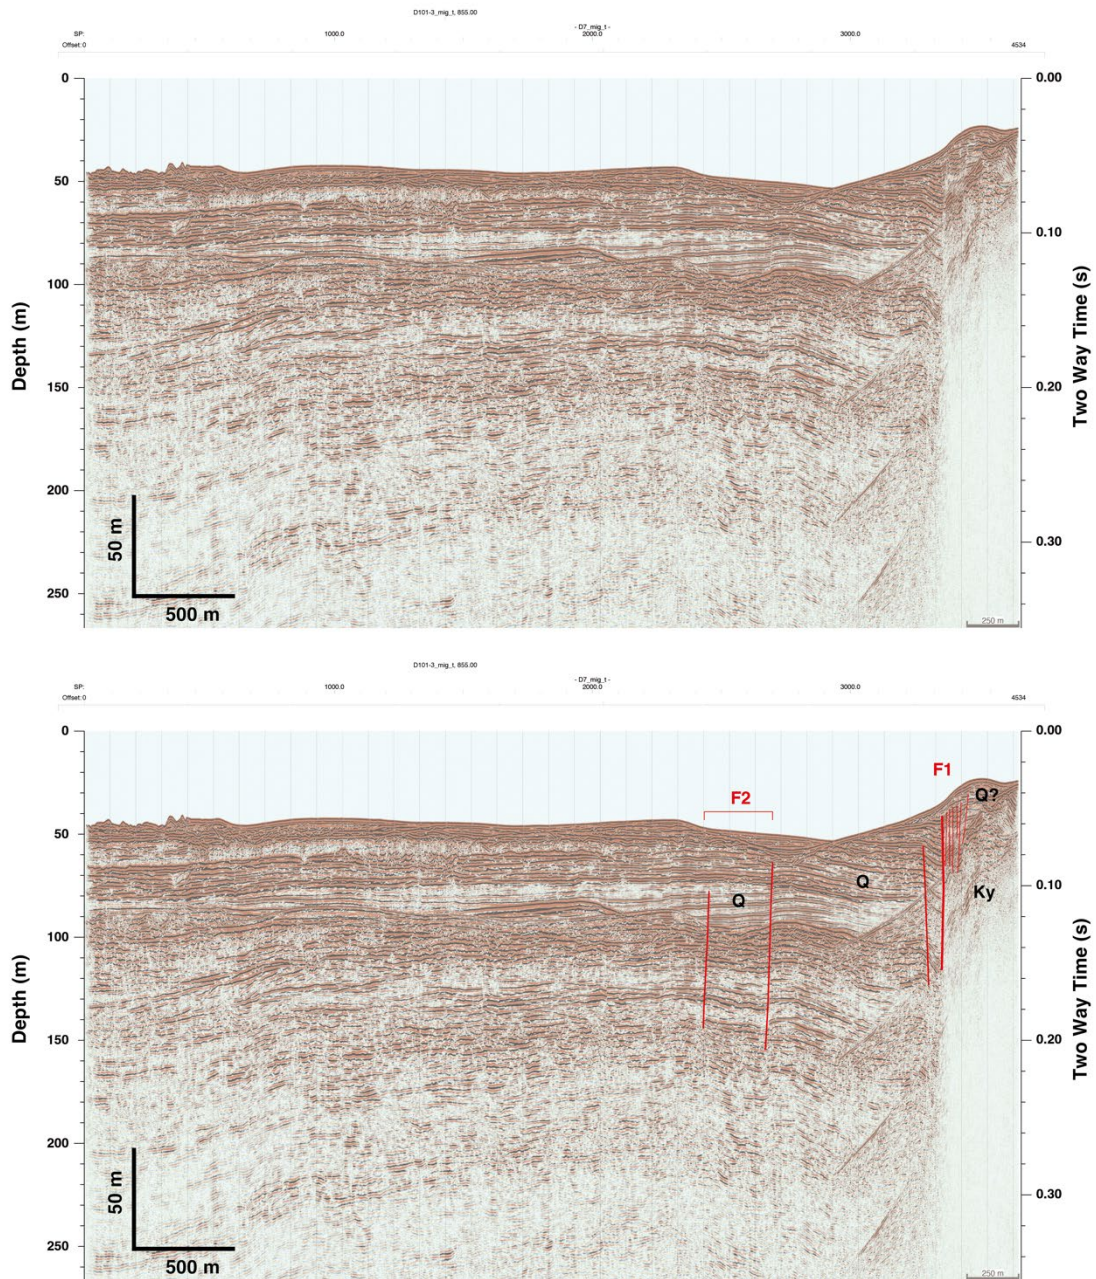 D101-3_mig_t, 855.00
- D7_mig_t -
SP: 1000.0 2000.0 3000.0
Offset: 0 4534
0 0.00
50
0.10
100
Depth (m)
Two Way Time (s)
150
0.20
200
50 m
0.30
250
500 m
250 m
D101-3_mig_t, 855.00
- D7_mig_t -
SP: 1000.0 2000.0 3000.0
Offset: 0 4534
0 0.00
F1
F2
Q?
50
Q
0.10
Ky
Q
100
Depth (m)
Two Way Time (s)
150
0.20
200
50 m
0.30
250
500 m
250 m